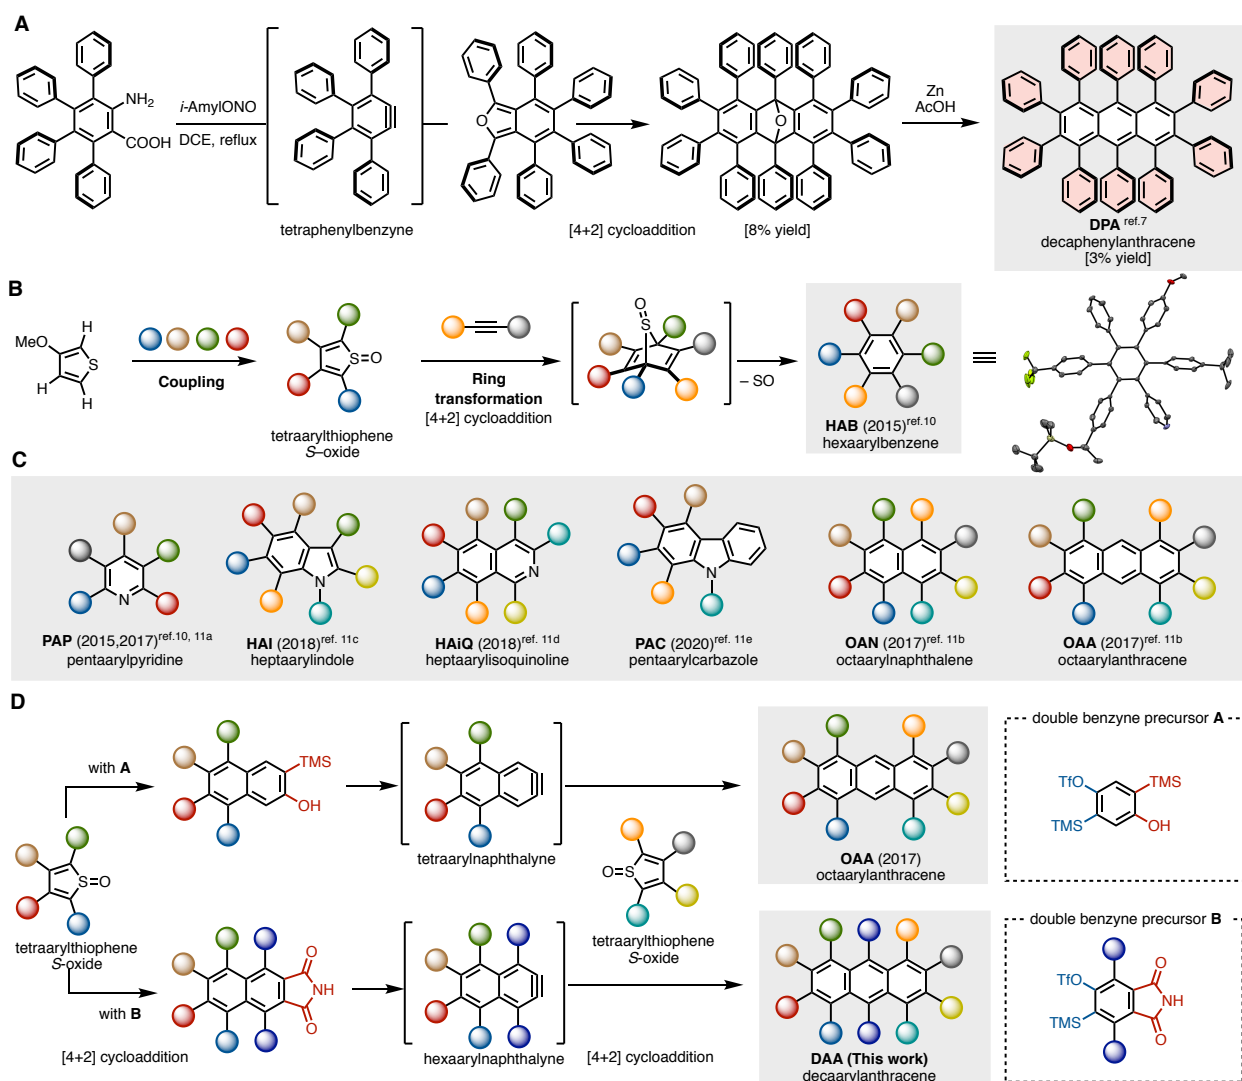 A
NH2
COOH
i-AmylONO
DCE, reflux
tetraphenylbenzyne
O
[4+2] cycloaddition
O
[8% yield]
Zn
AcOH
DPA ref.7
decaphenylanthracene
[3% yield]
B
MeO
H
S
H
H
Coupling
S=O
tetraarylthiophene
S–oxide
Ring
transformation
[4+2] cycloaddition
O
S
– SO
HAB (2015)ref.10
hexaarylbenzene
C
N
PAP (2015,2017)ref.10, 11a
pentaarylpyridine
N
HAI (2018)ref. 11c
heptaarylindole
N
HAiQ (2018)ref. 11d
heptaarylisoquinoline
N
PAC (2020)ref. 11e
pentaarylcarbazole
OAN (2017)ref. 11b
octaarylnaphthalene
OAA (2017)ref. 11b
octaarylanthracene
D
with A
TMS
OH
tetraarylnaphthalyne
OAA (2017)
octaarylanthracene
double benzyne precursor A
TfO
TMS
TMS
OH
S=O
tetraarylthiophene
S-oxide
O=S
tetraarylthiophene
S-oxide
with B
[4+2] cycloaddition
O
NH
O
hexaarylnaphthalyne
[4+2] cycloaddition
DAA (This work)
decaarylanthracene
double benzyne precursor B
TfO
TMS
O
NH
O